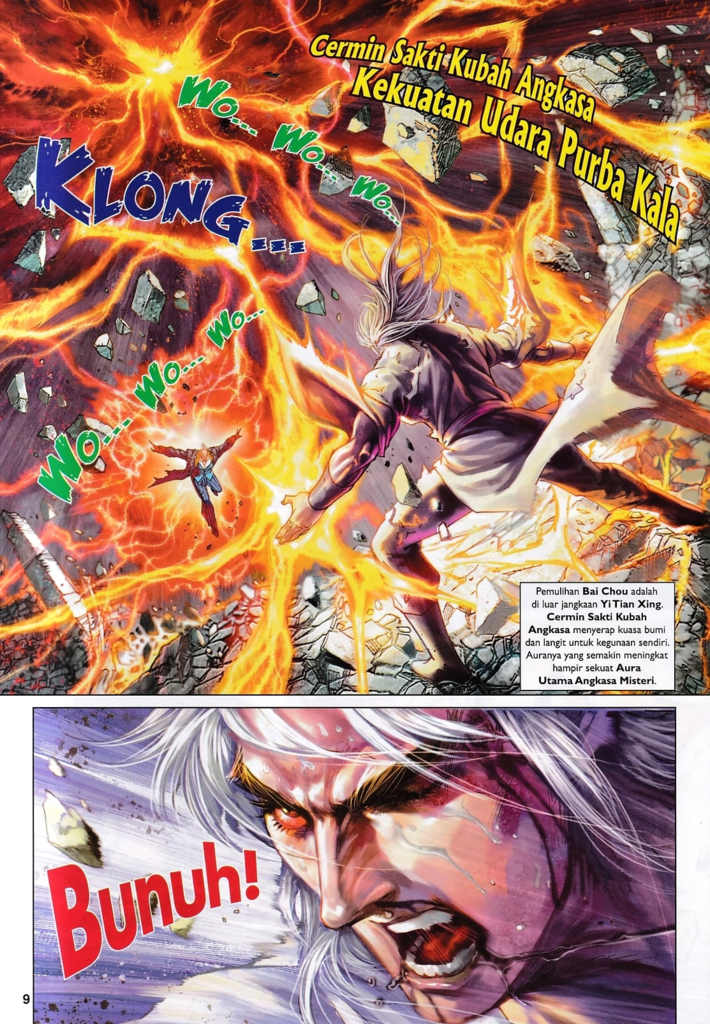 Cermin Sakti Kubah Angkasa
Kekuatan Udara Purba Kala
Wo... Wo... Wo...
Klong...
Wo... Wo... Wo...
Pemulihan Bai Chou adalah
di luar jangkaan Yi Tian Xing.
Cermin Sakti Kubah
Angkasa menyerap kuasa bumi
dan langit untuk kegunaan sendiri.
Auranya yang semakin meningkat
hampir sekuat Aura
Utama Angkasa Misteri.
Bunuh!
9